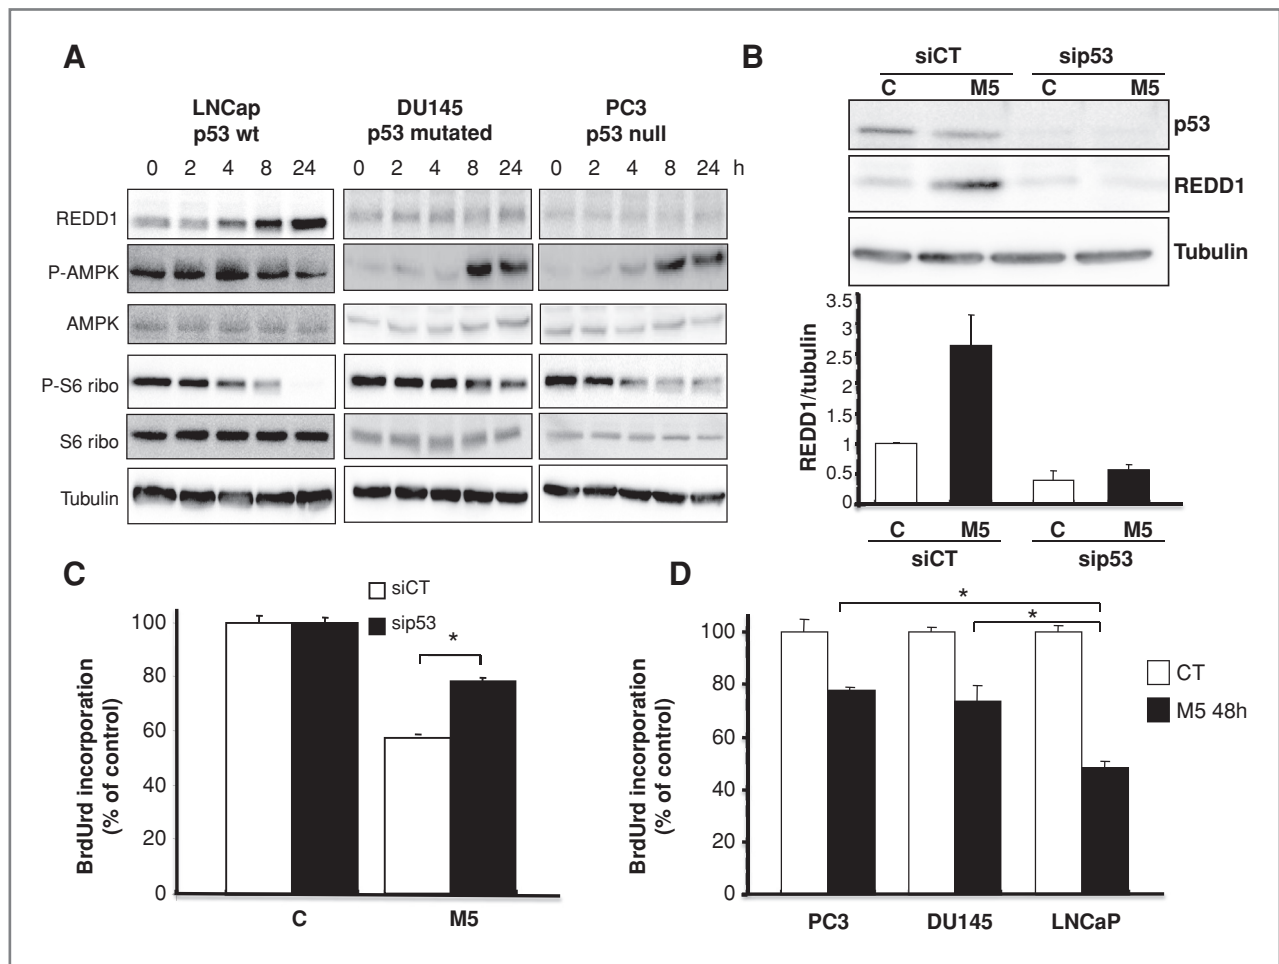 A
LNCap
p53 wt
DU145
p53 mutated
PC3
p53 null
0 2 4 8 24 0 2 4 8 24 0 2 4 8 24 h
REDD1
P-AMPK
AMPK
P-S6 ribo
S6 ribo
Tubulin
B
siCT sip53
C M5 C M5
p53
REDD1
Tubulin
REDD1/tubulin
3.5
3
2.5
2
1.5
1
0.5
0
C M5 C M5
siCT sip53
C
siCT
sip53
BrdUrd incorporation
(% of control)
100
80
60
40
20
0
*
C M5
D
BrdUrd incorporation
(% of control)
100
80
60
40
20
0
*
*
CT
M5 48h
PC3 DU145 LNCaP